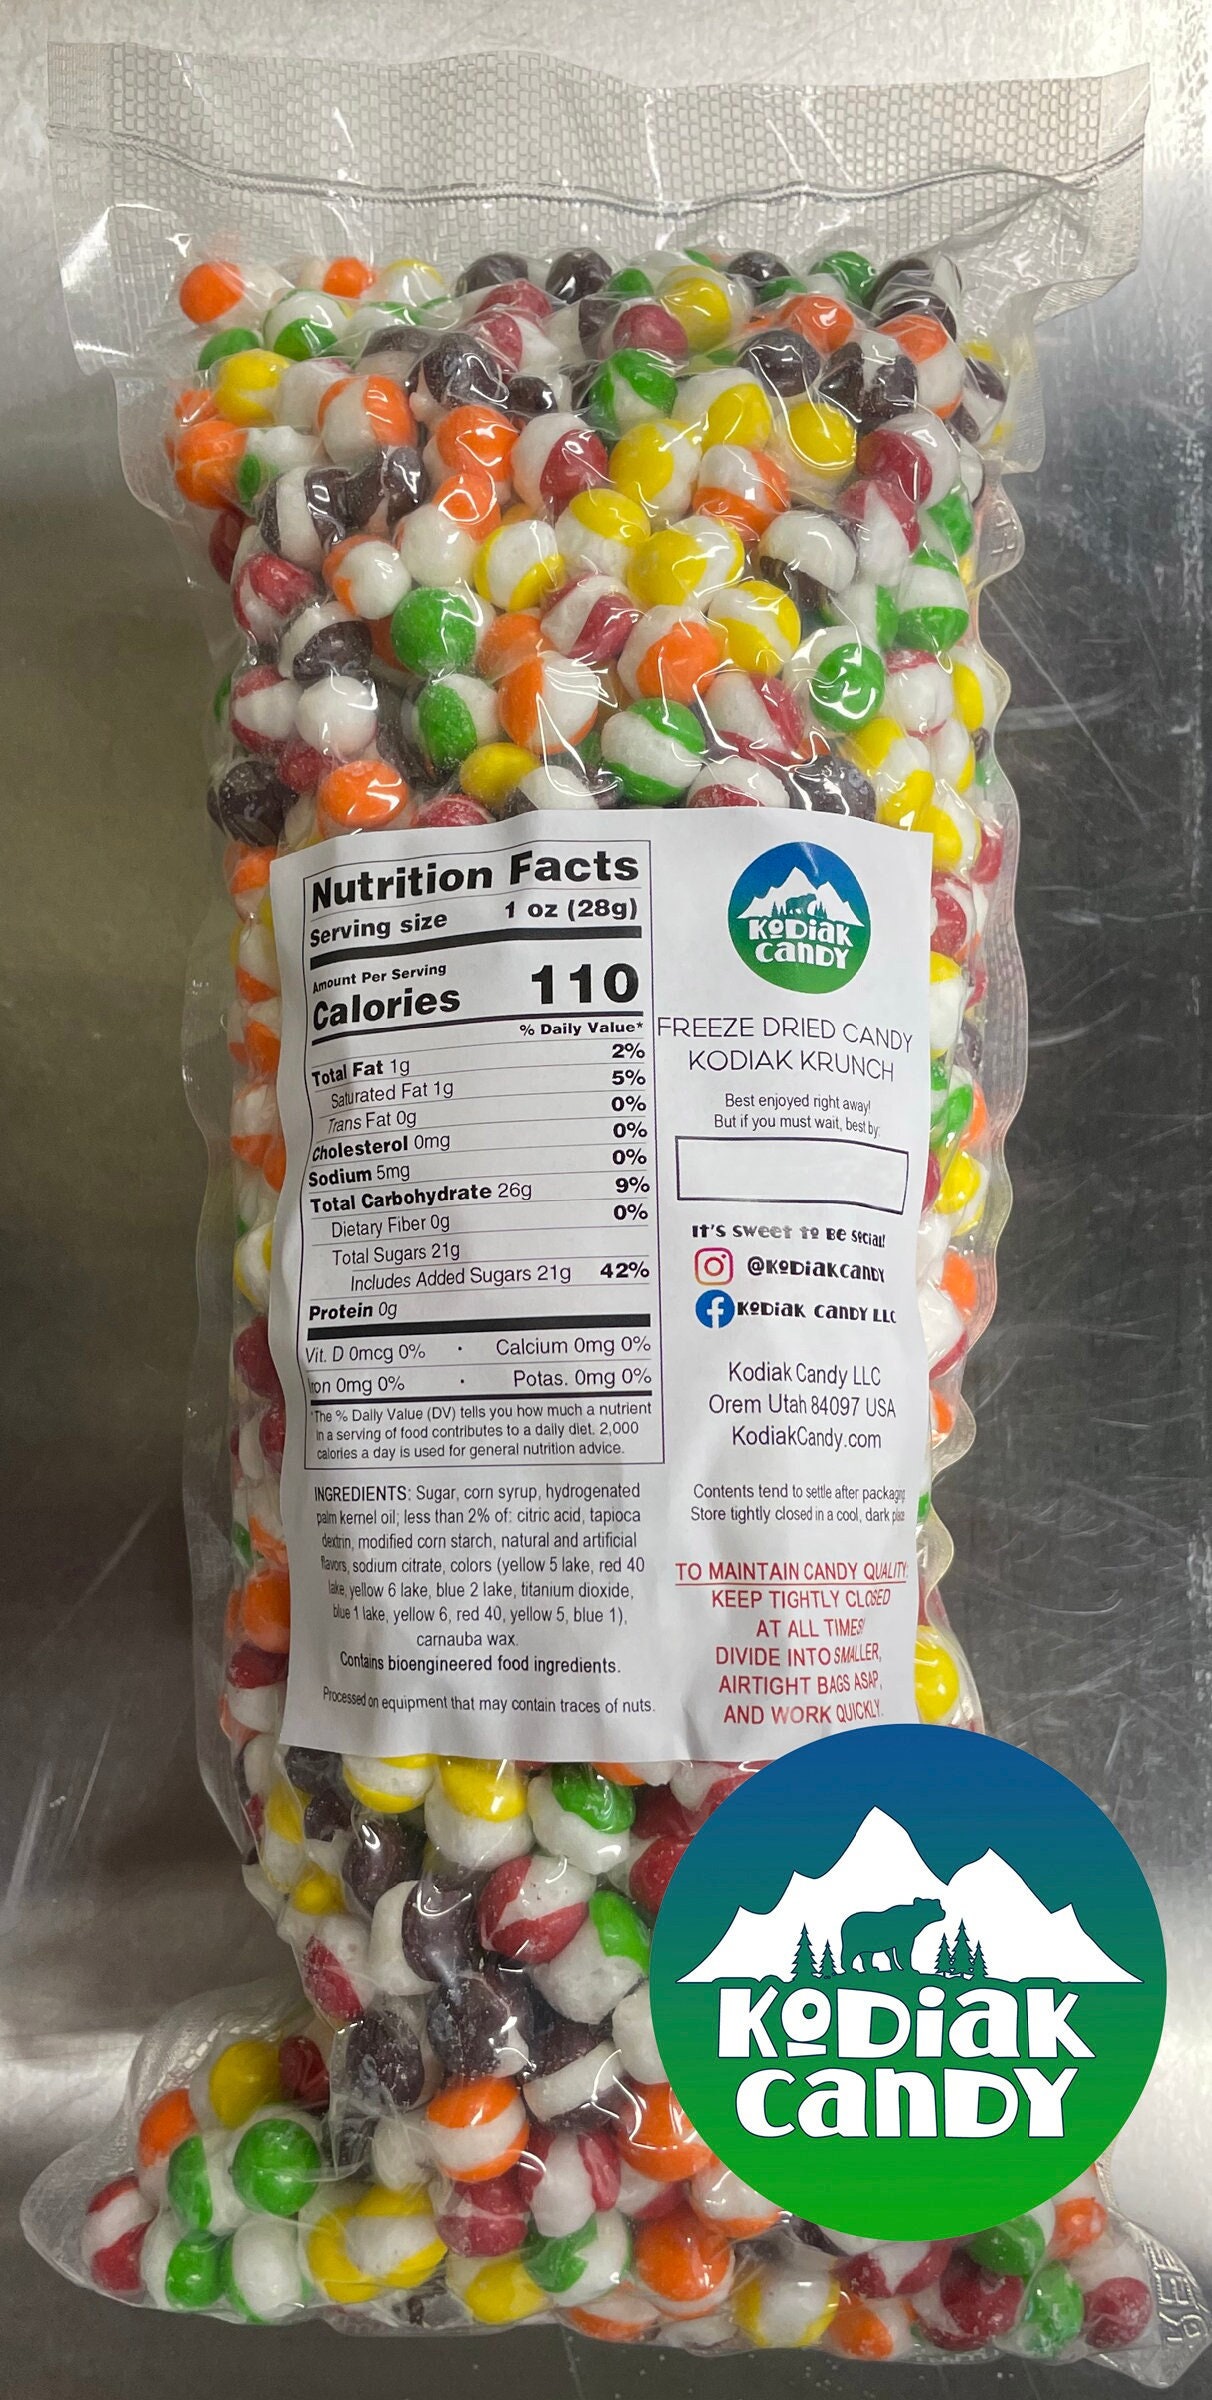 Nutrition Facts
Serving size 1 oz (28g)
Amount Per Serving
Calories 110
% Daily Value*
Total Fat 1g 2%
Saturated Fat 1g 5%
Trans Fat 0g 0%
Cholesterol 0mg 0%
Sodium 5mg 0%
Total Carbohydrate 26g 9%
Dietary Fiber 0g 0%
Total Sugars 21g
Includes Added Sugars 21g 42%
Protein 0g
Vit. D 0mcg 0% · Calcium 0mg 0%
Iron 0mg 0% · Potas. 0mg 0%
*The % Daily Value (DV) tells you how much a nutrient
in a serving of food contributes to a daily diet. 2,000
calories a day is used for general nutrition advice.
INGREDIENTS: Sugar, corn syrup, hydrogenated
palm kernel oil; less than 2% of: citric acid, tapioca
dextrin, modified corn starch, natural and artificial
flavors, sodium citrate, colors (yellow 5 lake, red 40
lake, yellow 6 lake, blue 2 lake, titanium dioxide,
blue 1 lake, yellow 6, red 40, yellow 5, blue 1),
carnauba wax.
Contains bioengineered food ingredients.
Processed on equipment that may contain traces of nuts.
KODiaK
CanDY
FREEZE DRIED CANDY
KODIAK KRUNCH
Best enjoyed right away!
But if you must wait, best by:
It's sweet to be social!
@KODiaKCanDY
KODiaK CanDY LLC
Kodiak Candy LLC
Orem Utah 84097 USA
KodiakCandy.com
Contents tend to settle after packaging
Store tightly closed in a cool, dark place
TO MAINTAIN CANDY QUALITY:
KEEP TIGHTLY CLOSED
AT ALL TIMES!
DIVIDE INTO SMALLER,
AIRTIGHT BAGS ASAP,
AND WORK QUICKLY.
KODiaK
CanDY